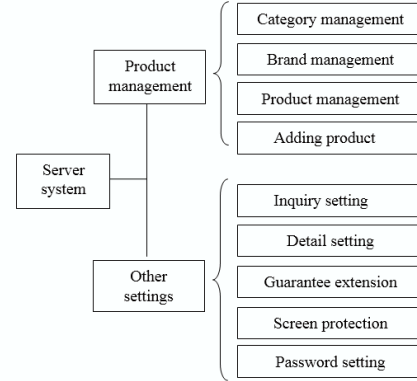 Category management
Product
management
Brand management
Product management
Adding product
Server
system
Inquiry setting
Detail setting
Other
settings
Guarantee extension
Screen protection
Password setting